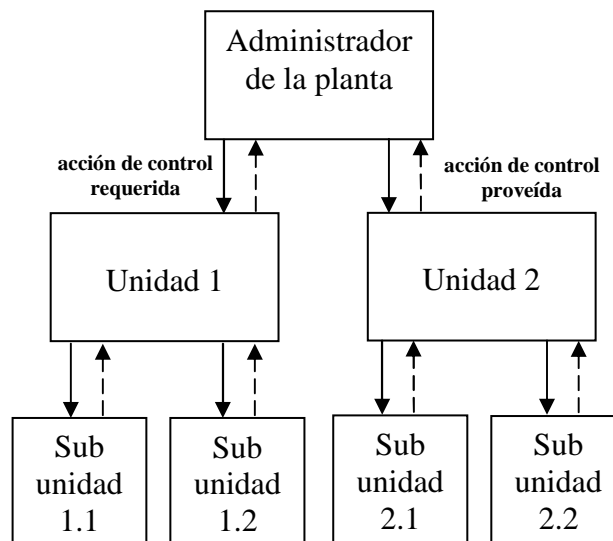 Administrador
de la planta
acción de control
requerida
acción de control
proveída
Unidad 1
Unidad 2
Sub
unidad
1.1
Sub
unidad
1.2
Sub
unidad
2.1
Sub
unidad
2.2